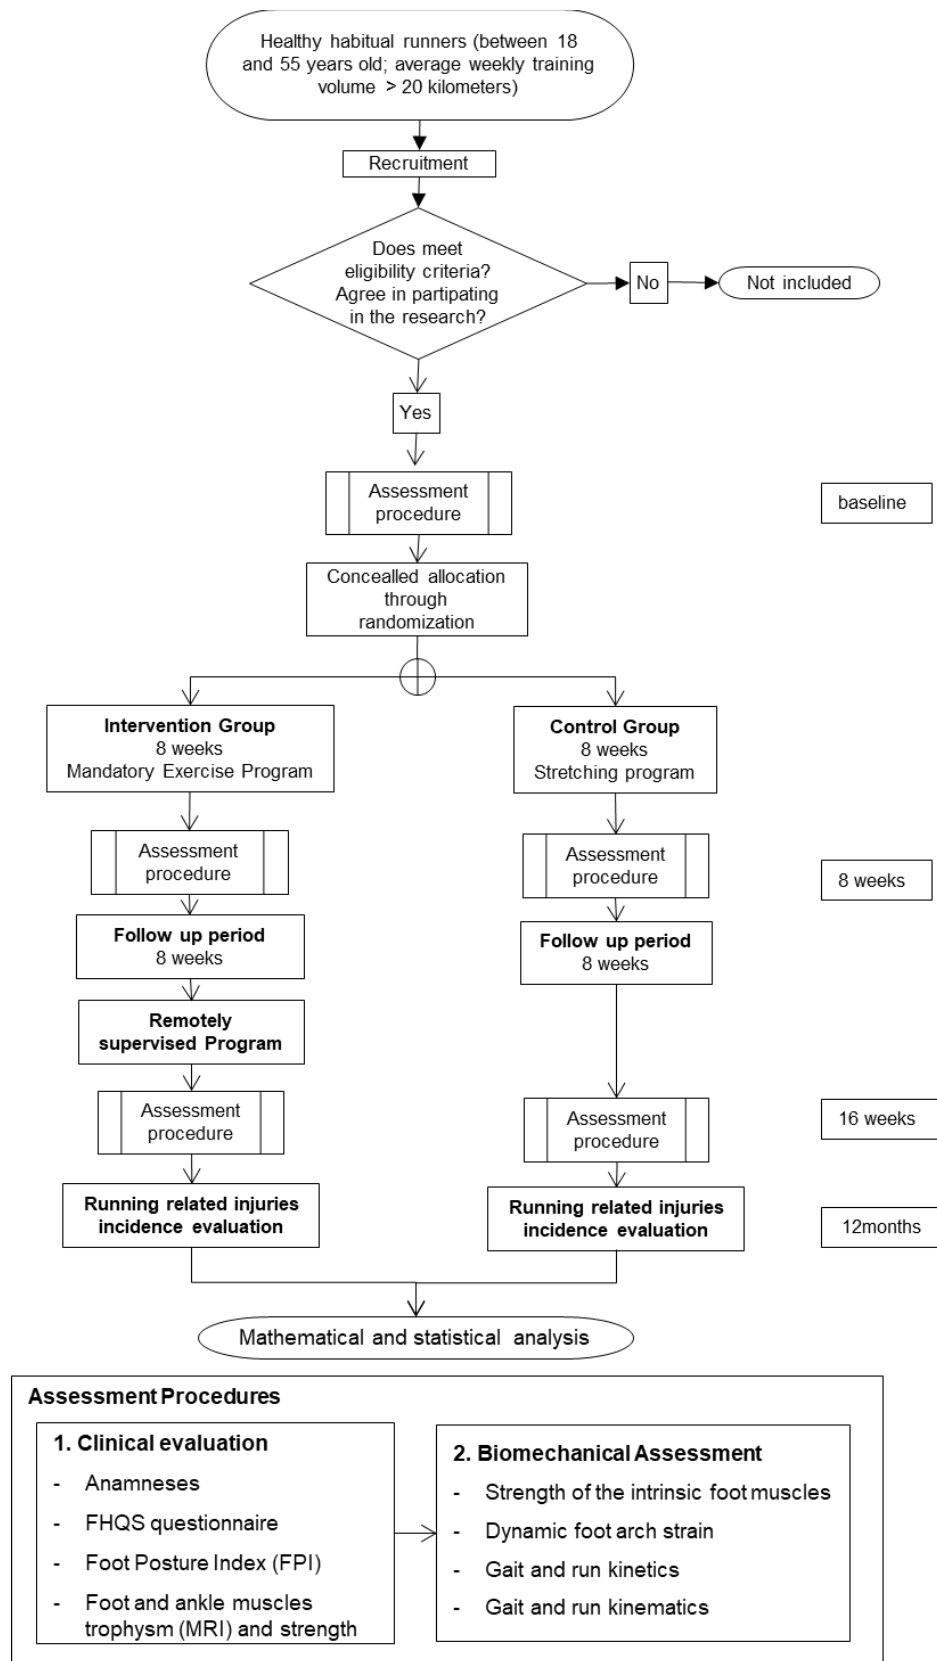 Healthy habitual runners (between 18
and 55 years old; average weekly training
volume > 20 kilometers)
Recruitment
Does meet
eligibility criteria?
Agree in partipating
in the research?
No
Not included
Yes
Assessment
procedure
baseline
Concealled allocation
through
randomization
Intervention Group
8 weeks
Mandatory Exercise Program
Control Group
8 weeks
Stretching program
Assessment
procedure
Assessment
procedure
8 weeks
Follow up period
8 weeks
Follow up period
8 weeks
Remotely
supervised Program
Assessment
procedure
Assessment
procedure
16 weeks
Running related injuries
incidence evaluation
Running related injuries
incidence evaluation
12months
Mathematical and statistical analysis
Assessment Procedures
1. Clinical evaluation
- Anamneses
- FHQS questionnaire
- Foot Posture Index (FPI)
- Foot and ankle muscles
trophysm (MRI) and strength
2. Biomechanical Assessment
- Strength of the intrinsic foot muscles
- Dynamic foot arch strain
- Gait and run kinetics
- Gait and run kinematics